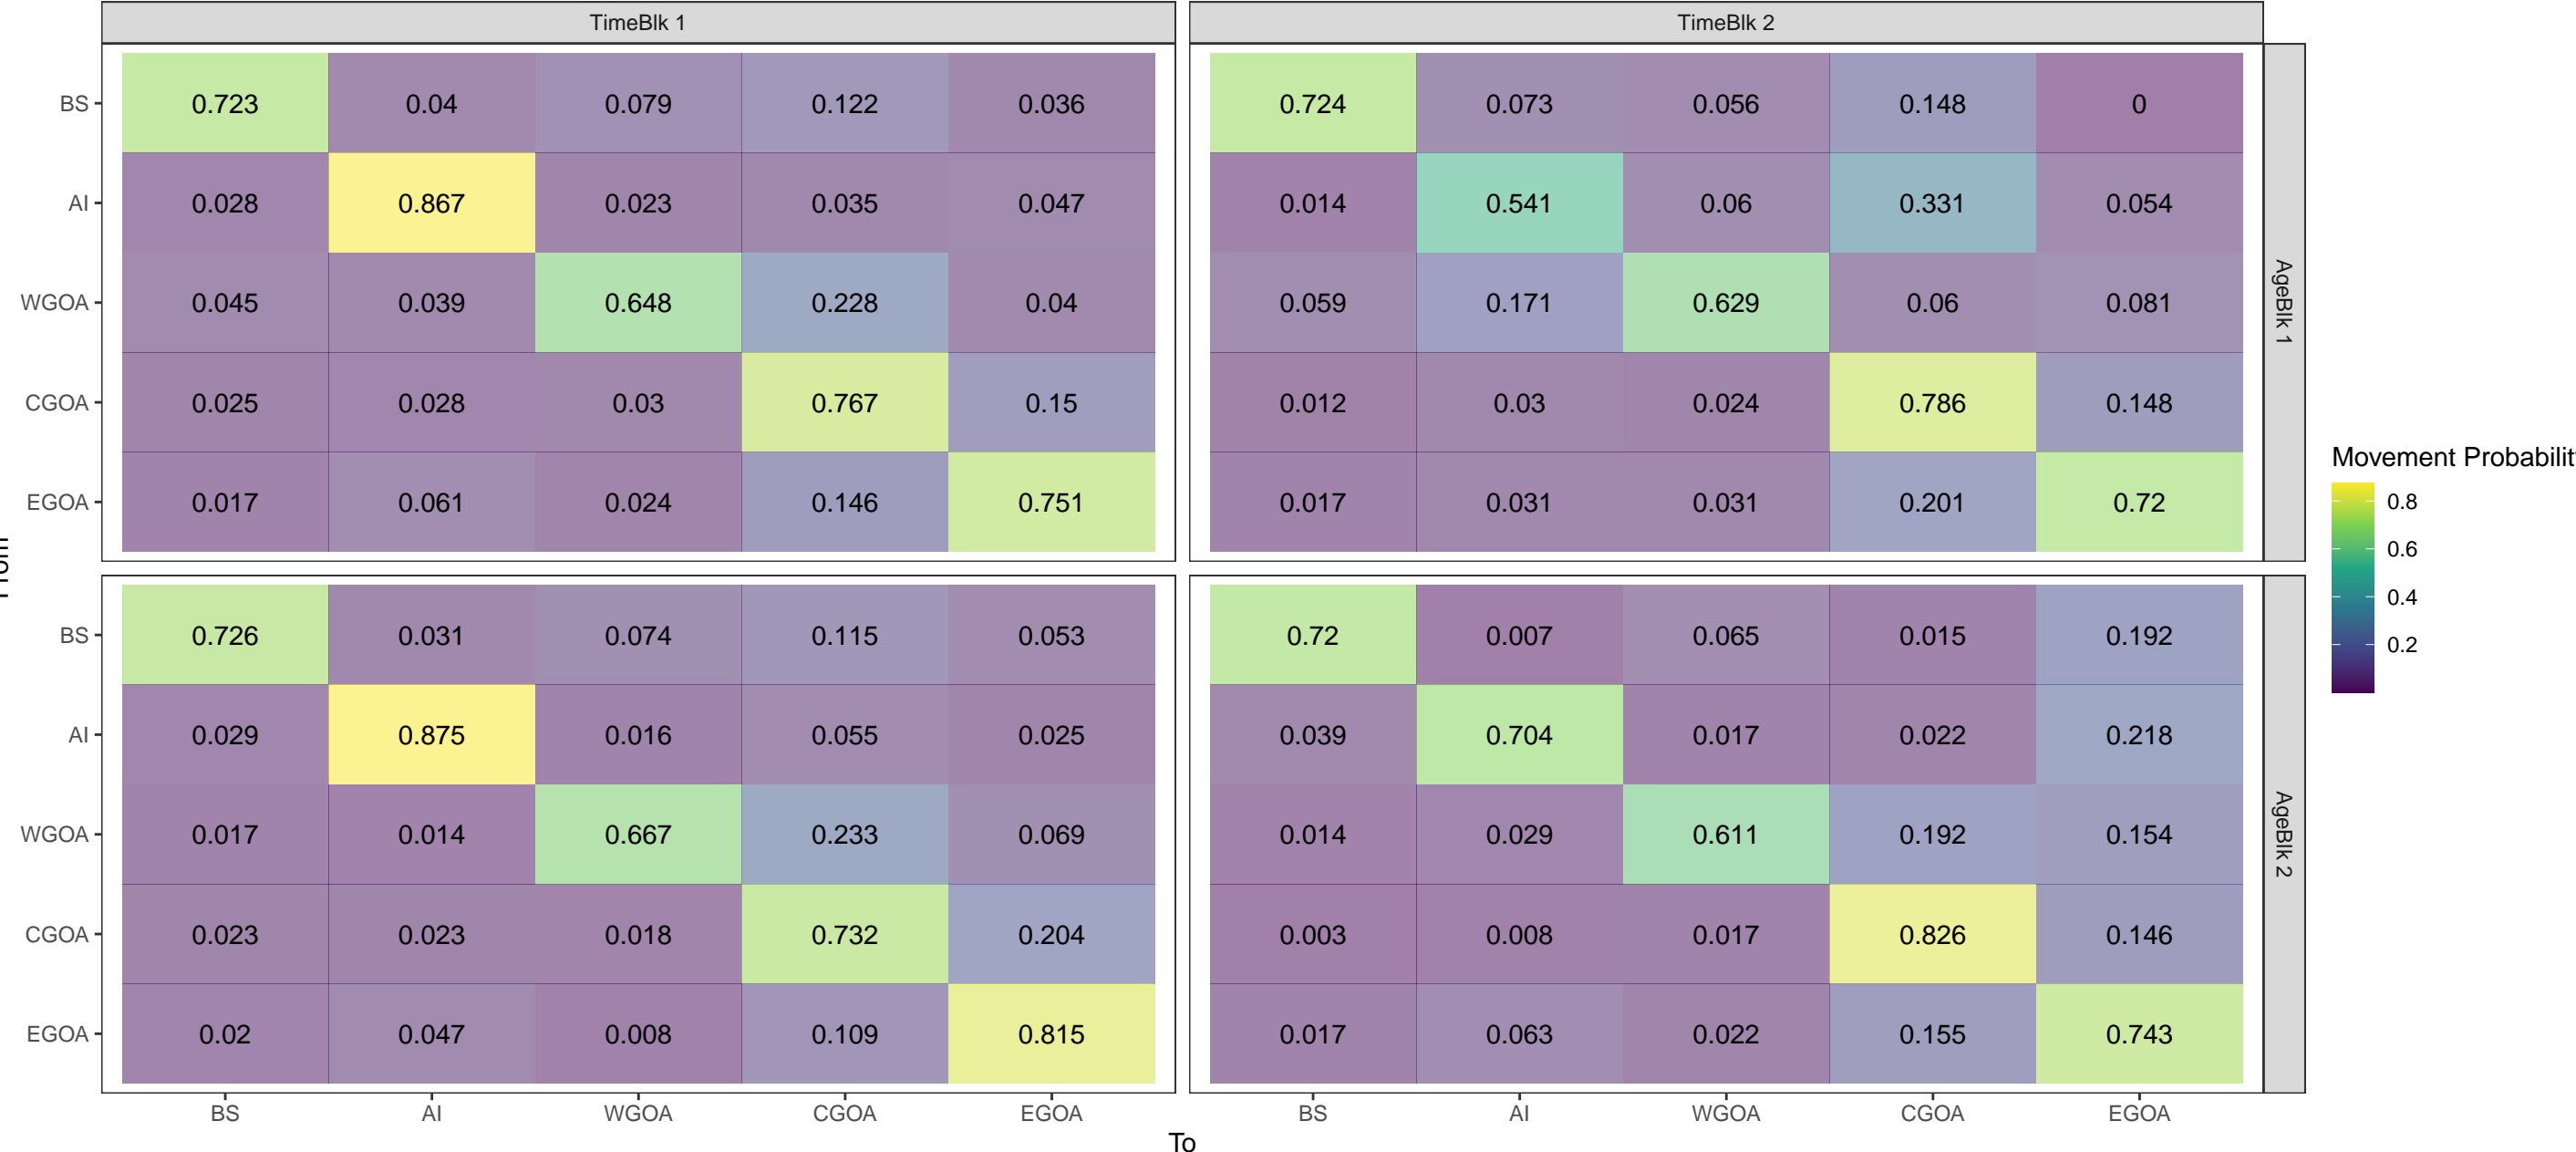 TimeBlk 1 TimeBlk 2
BS 0.723 0.04 0.079 0.122 0.036 0.724 0.073 0.056 0.148 0
AI 0.028 0.867 0.023 0.035 0.047 0.014 0.541 0.06 0.331 0.054
WGOA 0.045 0.039 0.648 0.228 0.04 0.059 0.171 0.629 0.06 0.081
AgeBlk 1
CGOA 0.025 0.028 0.03 0.767 0.15 0.012 0.03 0.024 0.786 0.148
EGOA 0.017 0.061 0.024 0.146 0.751 0.017 0.031 0.031 0.201 0.72
BS 0.726 0.031 0.074 0.115 0.053 0.72 0.007 0.065 0.015 0.192
AI 0.029 0.875 0.016 0.055 0.025 0.039 0.704 0.017 0.022 0.218
WGOA 0.017 0.014 0.667 0.233 0.069 0.014 0.029 0.611 0.192 0.154
AgeBlk 2
CGOA 0.023 0.023 0.018 0.732 0.204 0.003 0.008 0.017 0.826 0.146
EGOA 0.02 0.047 0.008 0.109 0.815 0.017 0.063 0.022 0.155 0.743
BS AI WGOA CGOA EGOA BS AI WGOA CGOA EGOA
To
Movement Probabilit
0.8
0.6
0.4
0.2